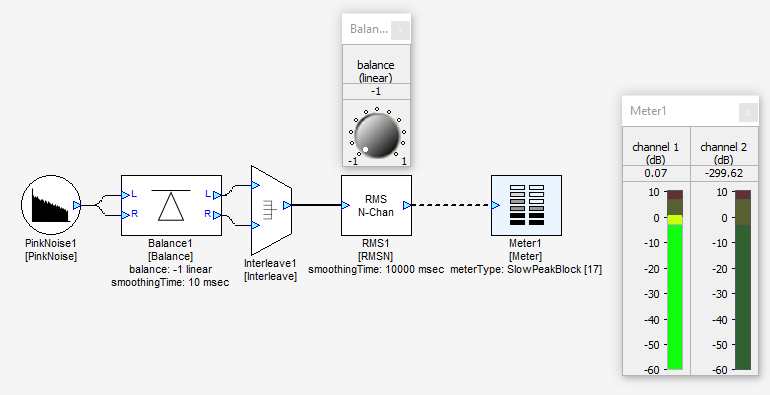 Balan...
x
balance
(linear)
-1
-1
1
Meter1
x
channel 1
(dB)
channel 2
(dB)
0.07
-299.62
10
0
-10
-20
-30
-40
-50
-60
10
0
-10
-20
-30
-40
-50
-60
PinkNoise1
[PinkNoise]
L
R
L
R
Balance1
[Balance]
balance: -1 linear
smoothingTime: 10 msec
Interleave1
[Interleave]
RMS
N-Chan
RMS1
[RMSN]
smoothingTime: 10000 msec
Meter1
[Meter]
meterType: SlowPeakBlock [17]